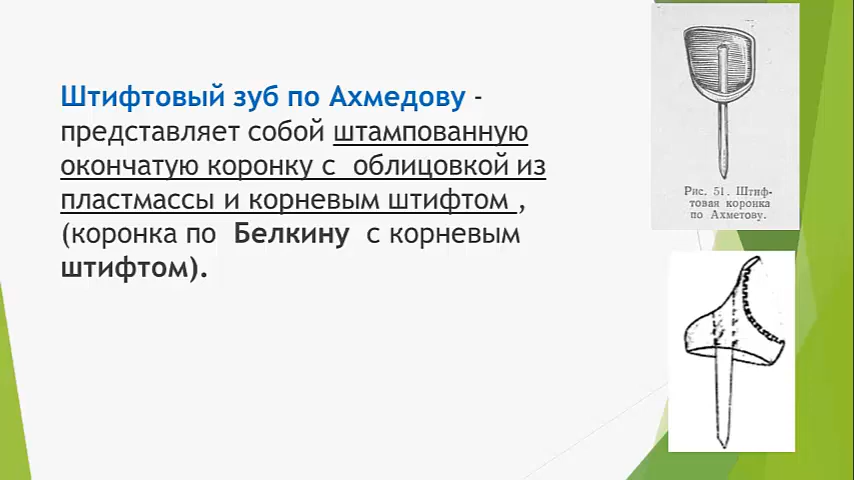 Штифтовый зуб по Ахмедову -
представляет собой штампованную
окончатую коронку с облицовкой из
пластмассы и корневым штифтом ,
(коронка по Белкину с корневым
штифтом).
Рис. 51. Штиф-
товая коронка
по Ахметову.